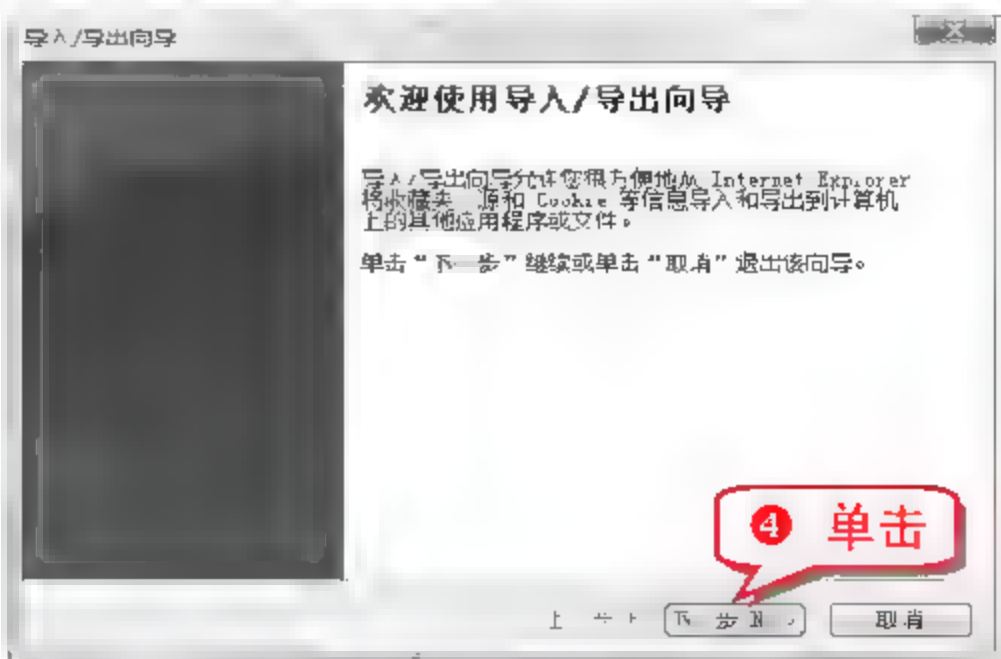 导入/导出向导
欢迎使用导入/导出向导
导入/导出向导允许您很方便地从 Internet Explorer
将收藏夹 源和 Cookie 等信息导入和导出到计算机
上的其他应用程序或文件。
单击“下一步”继续或单击“取消”退出该向导。
❹ 单击
下一步 N
取消